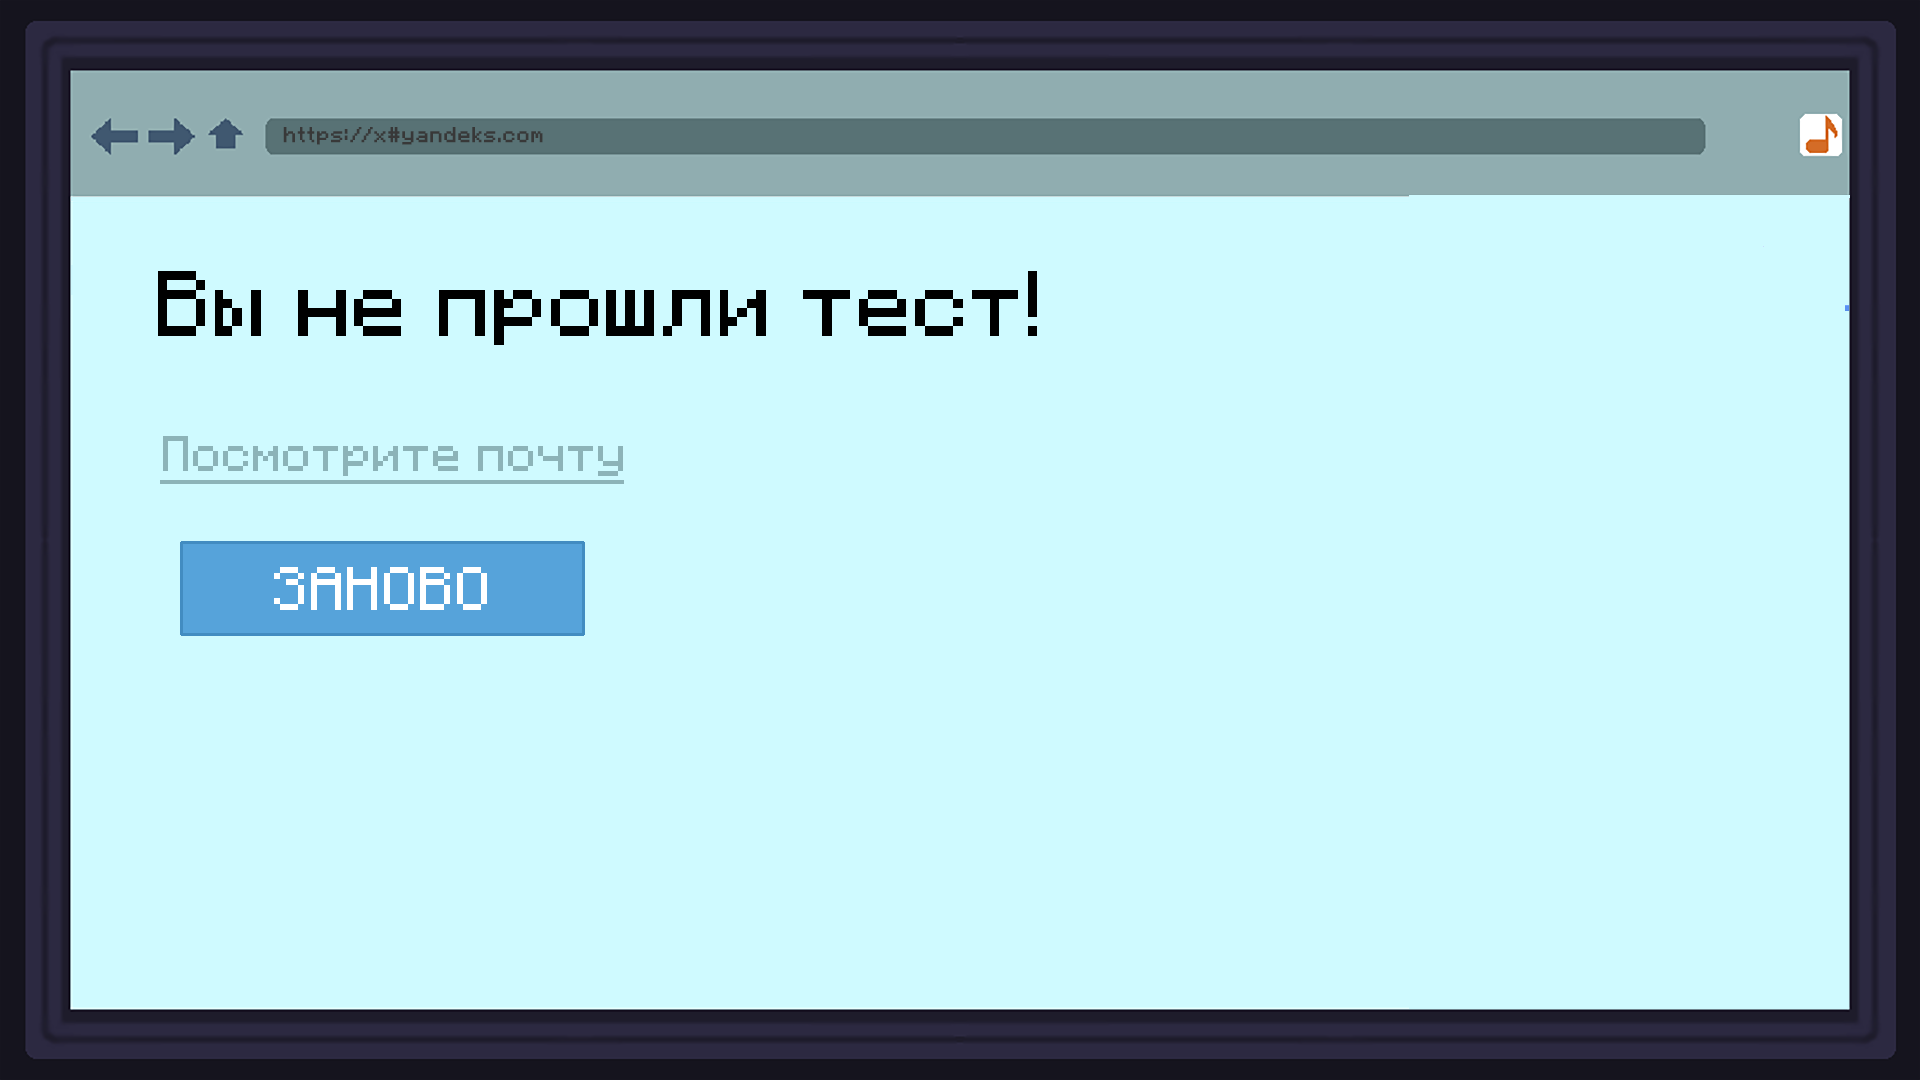 https://x#yandeks.com
Вы не прошли тест!
Посмотрите почту
ЗАНОВО